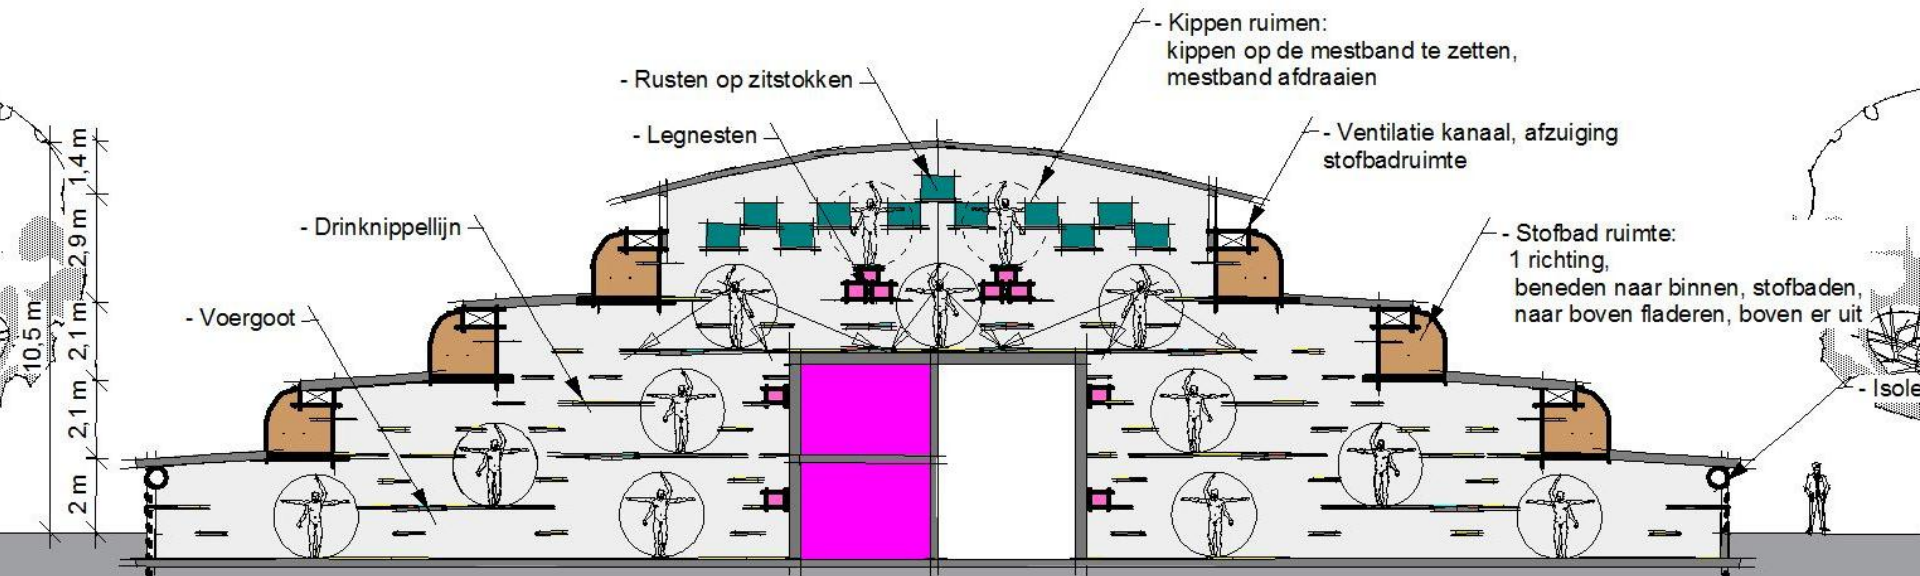 - Kippen ruimen:
kippen op de mestband te zetten,
mestband afdraaien
- Rusten op zitstokken
- Legnesten
- Ventilatie kanaal, afzuiging
stofbadruimte
- Drinknippellijn
- Stofbad ruimte:
1 richting,
beneden naar binnen, stofbaden,
naar boven fladeren, boven er uit
- Voergoot
- Isole
1,4 m
2,9 m
2,1 m
2,1 m
2 m
10,5 m